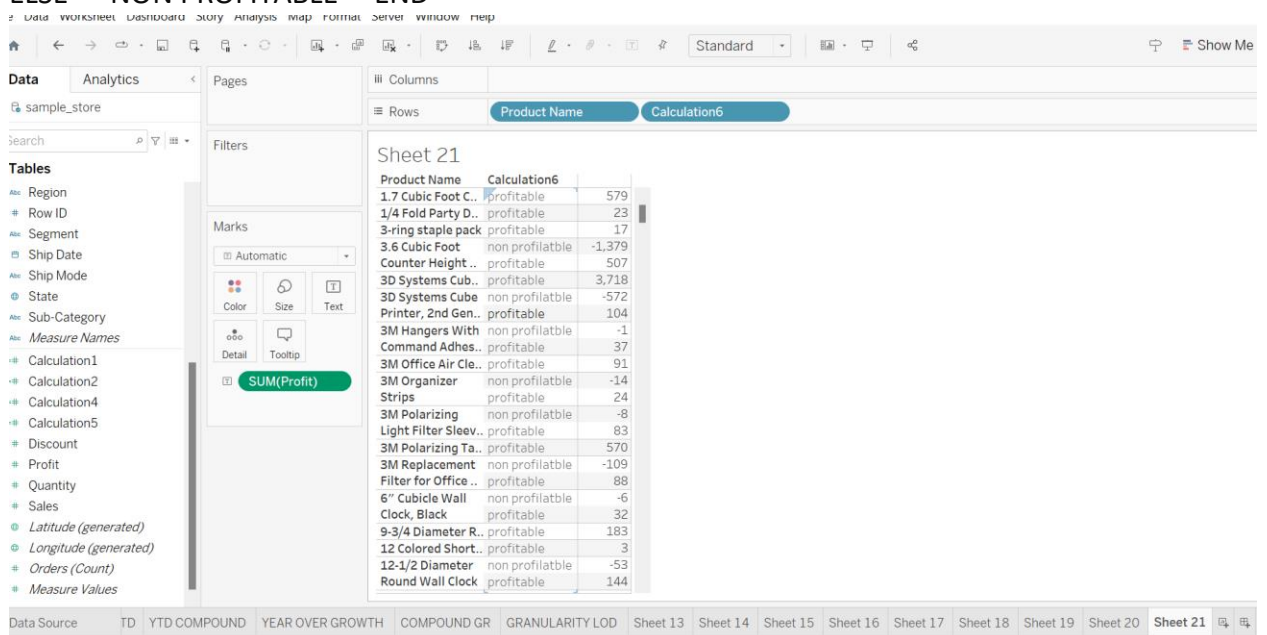 ELSE "NON PROFITABLE" END
Data Worksheet Dashboard Story Analysis Map Format Server Window Help
Standard
Show Me
Data Analytics
Pages
Columns
sample_store
Rows Product Name Calculation6
Search
Filters
Tables
Sheet 21
Region
Row ID
Segment
Ship Date
Ship Mode
State
Sub-Category
Measure Names
Calculation1
Calculation2
Calculation4
Calculation5
Discount
Profit
Quantity
Sales
Latitude (generated)
Longitude (generated)
Orders (Count)
Measure Values
Marks
Automatic
Color Size Text
Detail Tooltip
SUM(Profit)
Product Name Calculation6
1.7 Cubic Foot C.. profitable 579
1/4 Fold Party D.. profitable 23
3-ring staple pack profitable 17
3.6 Cubic Foot non profilatble -1,379
Counter Height .. profitable 507
3D Systems Cub.. profitable 3,718
3D Systems Cube non profilatble -572
Printer, 2nd Gen.. profitable 104
3M Hangers With non profilatble -1
Command Adhes.. profitable 37
3M Office Air Cle.. profitable 91
3M Organizer non profilatble -14
Strips profitable 24
3M Polarizing non profilatble -8
Light Filter Sleev.. profitable 83
3M Polarizing Ta.. profitable 570
3M Replacement non profilatble -109
Filter for Office .. profitable 88
6" Cubicle Wall non profilatble -6
Clock, Black profitable 32
9-3/4 Diameter R.. profitable 183
12 Colored Short.. profitable 3
12-1/2 Diameter non profilatble -53
Round Wall Clock profitable 144
Data Source TD YTD COMPOUND YEAR OVER GROWTH COMPOUND GR GRANULARITY LOD Sheet 13 Sheet 14 Sheet 15 Sheet 16 Sheet 17 Sheet 18 Sheet 19 Sheet 20 Sheet 21